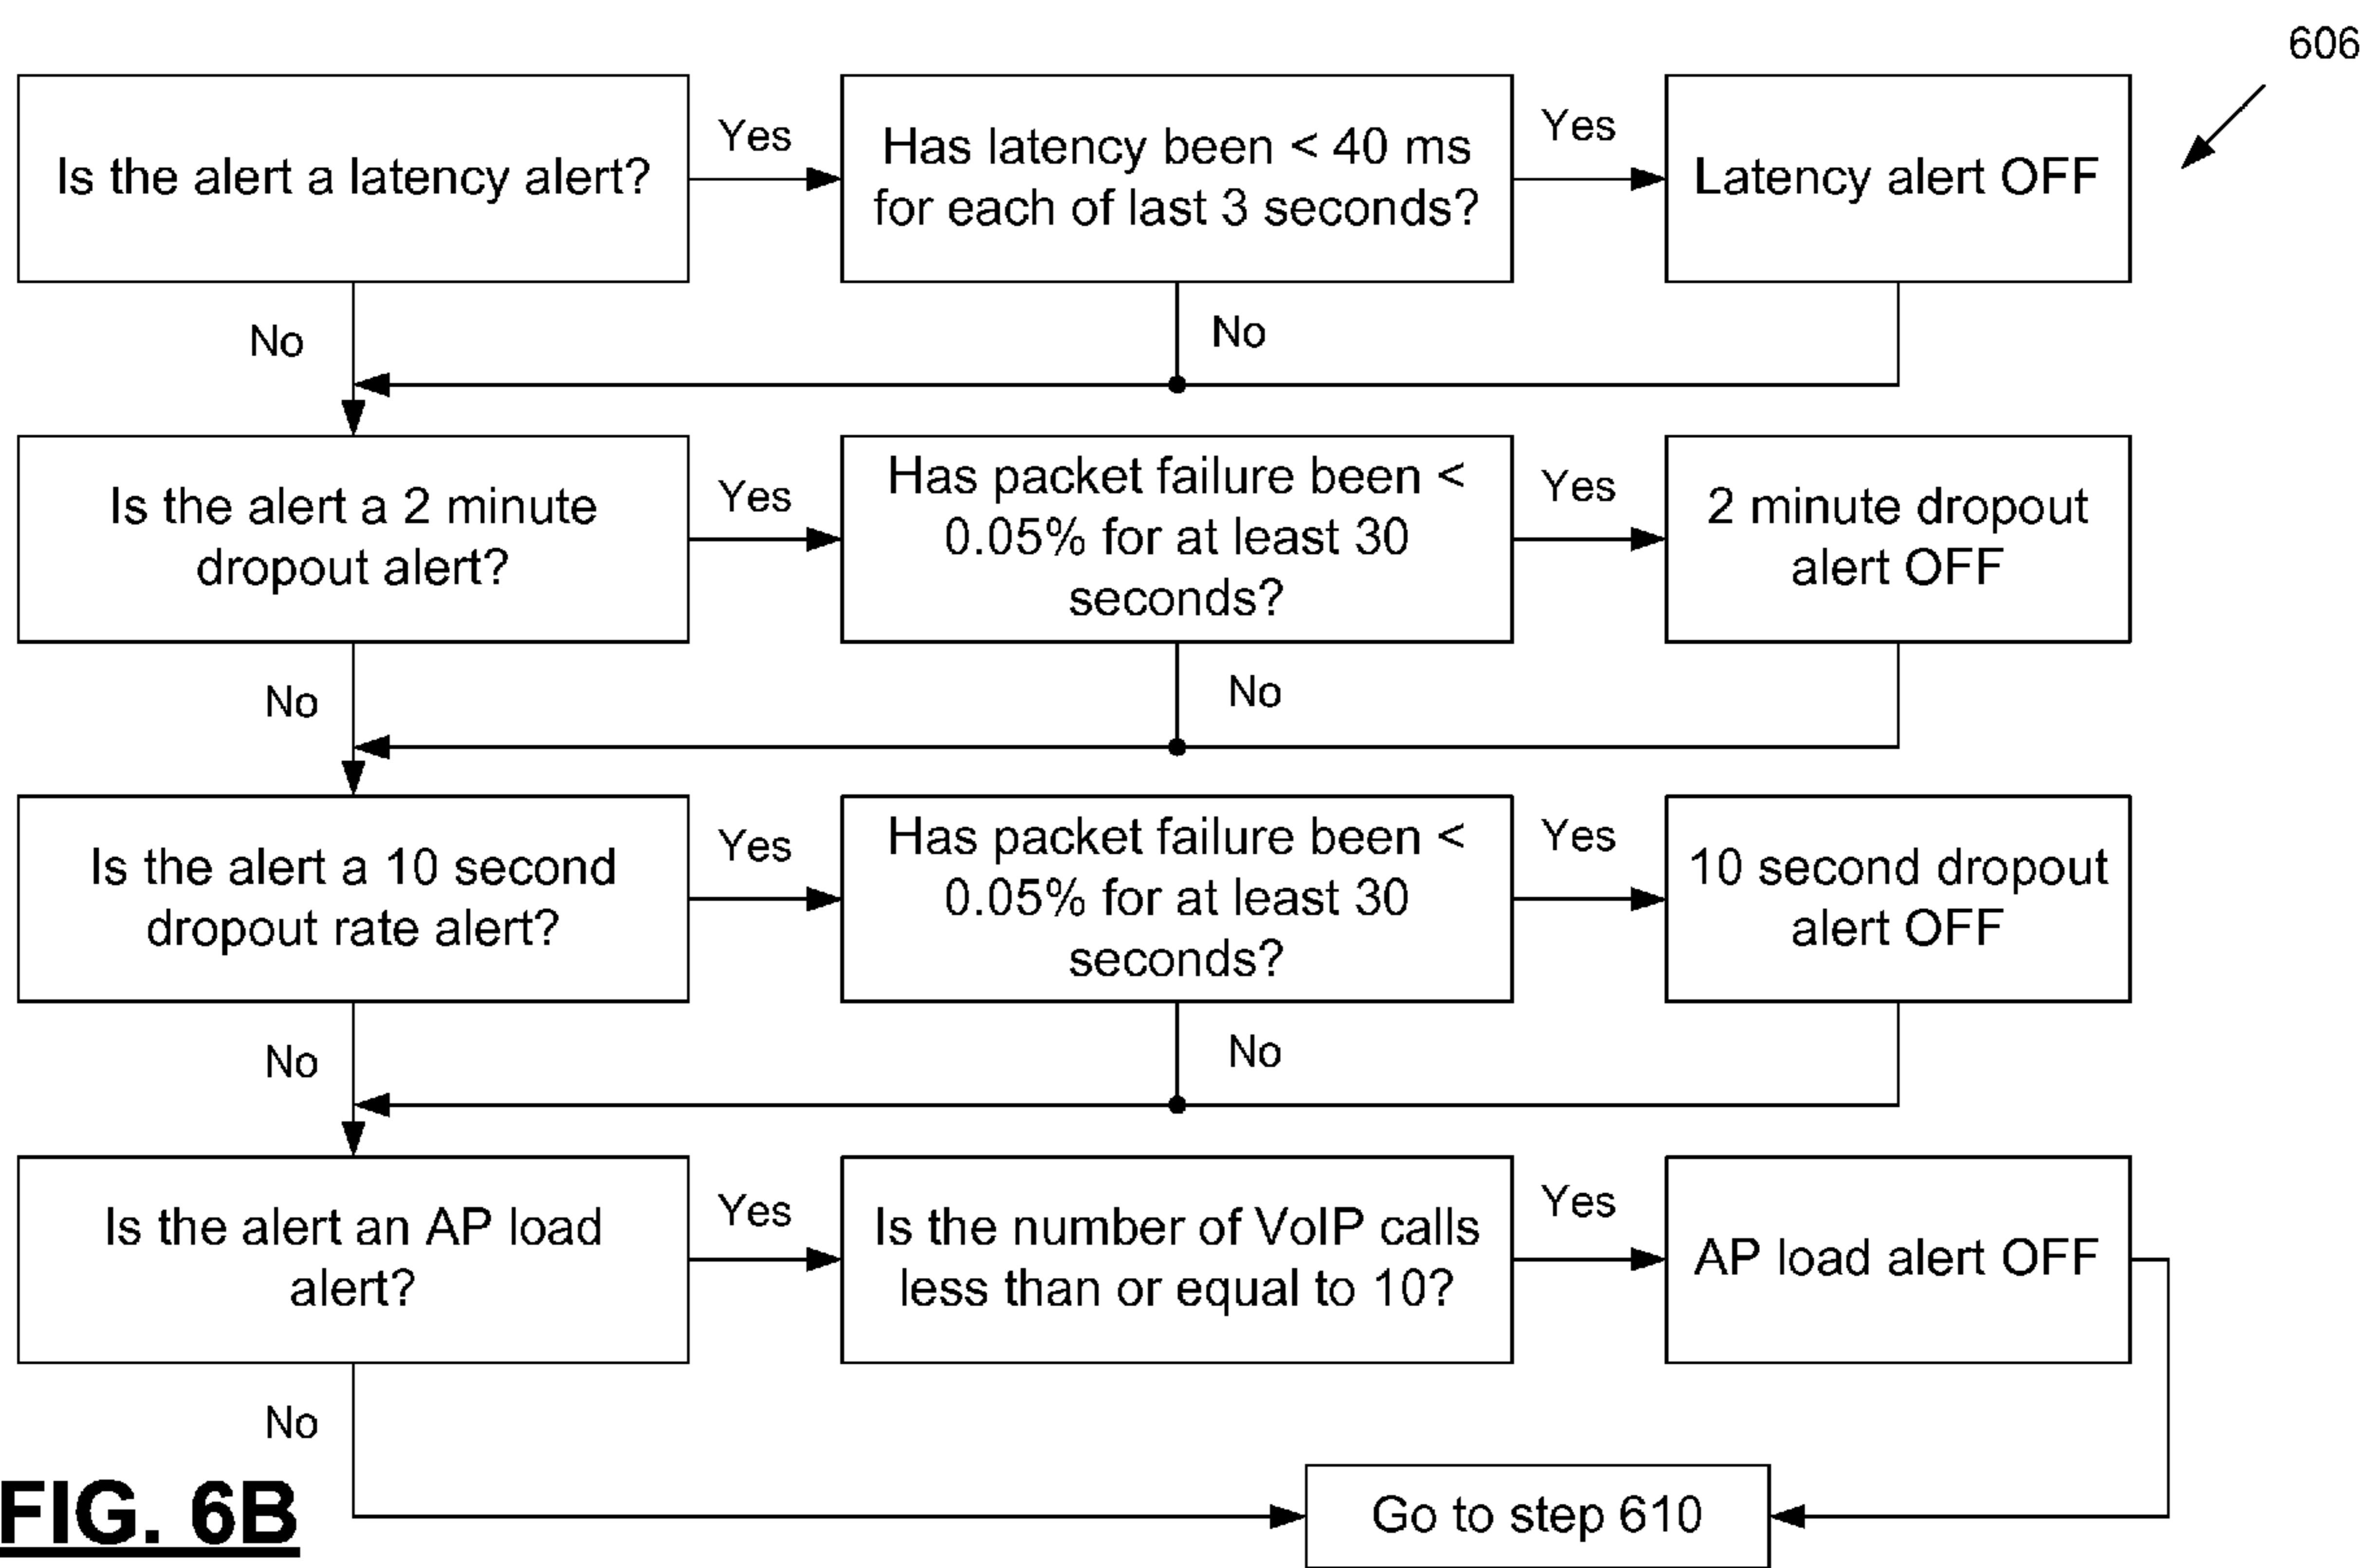 606
Is the alert a latency alert?
Yes
Has latency been < 40 ms
for each of last 3 seconds?
Yes
Latency alert OFF
No
No
Is the alert a 2 minute
dropout alert?
Yes
Has packet failure been <
0.05% for at least 30
seconds?
Yes
2 minute dropout
alert OFF
No
No
Is the alert a 10 second
dropout rate alert?
Yes
Has packet failure been <
0.05% for at least 30
seconds?
Yes
10 second dropout
alert OFF
No
No
Is the alert an AP load
alert?
Yes
Is the number of VoIP calls
less than or equal to 10?
Yes
AP load alert OFF
No
Go to step 610
FIG. 6B